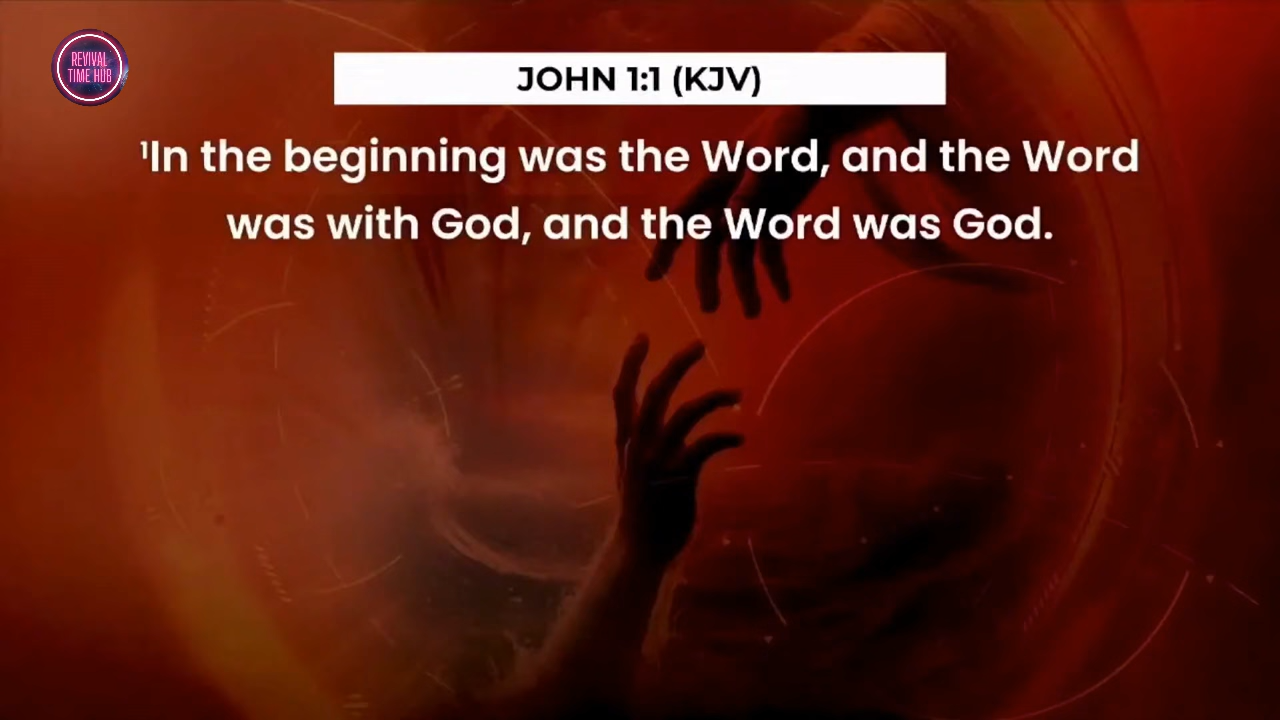 REVIVAL
TIME HUB
JOHN 1:1 (KJV)
¹In the beginning was the Word, and the Word
was with God, and the Word was God.